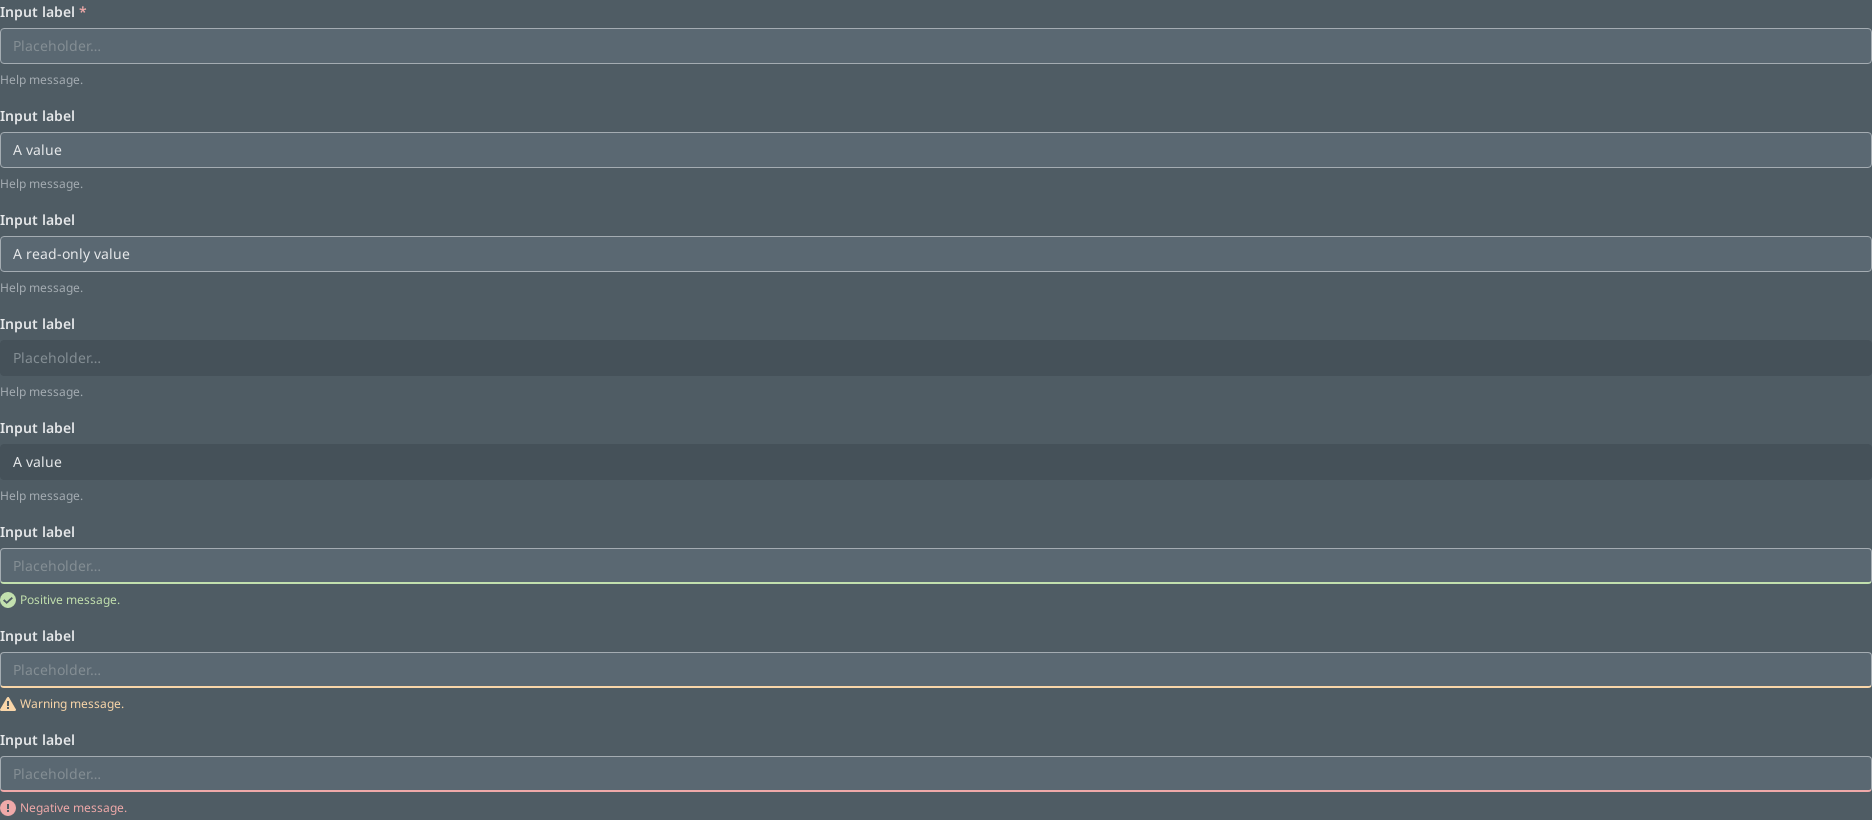 Input label *
Placeholder...
Help message.
Input label
A value
Help message.
Input label
A read-only value
Help message.
Input label
Placeholder...
Help message.
Input label
A value
Help message.
Input label
Placeholder...
Positive message.
Input label
Placeholder...
Warning message.
Input label
Placeholder...
Negative message.